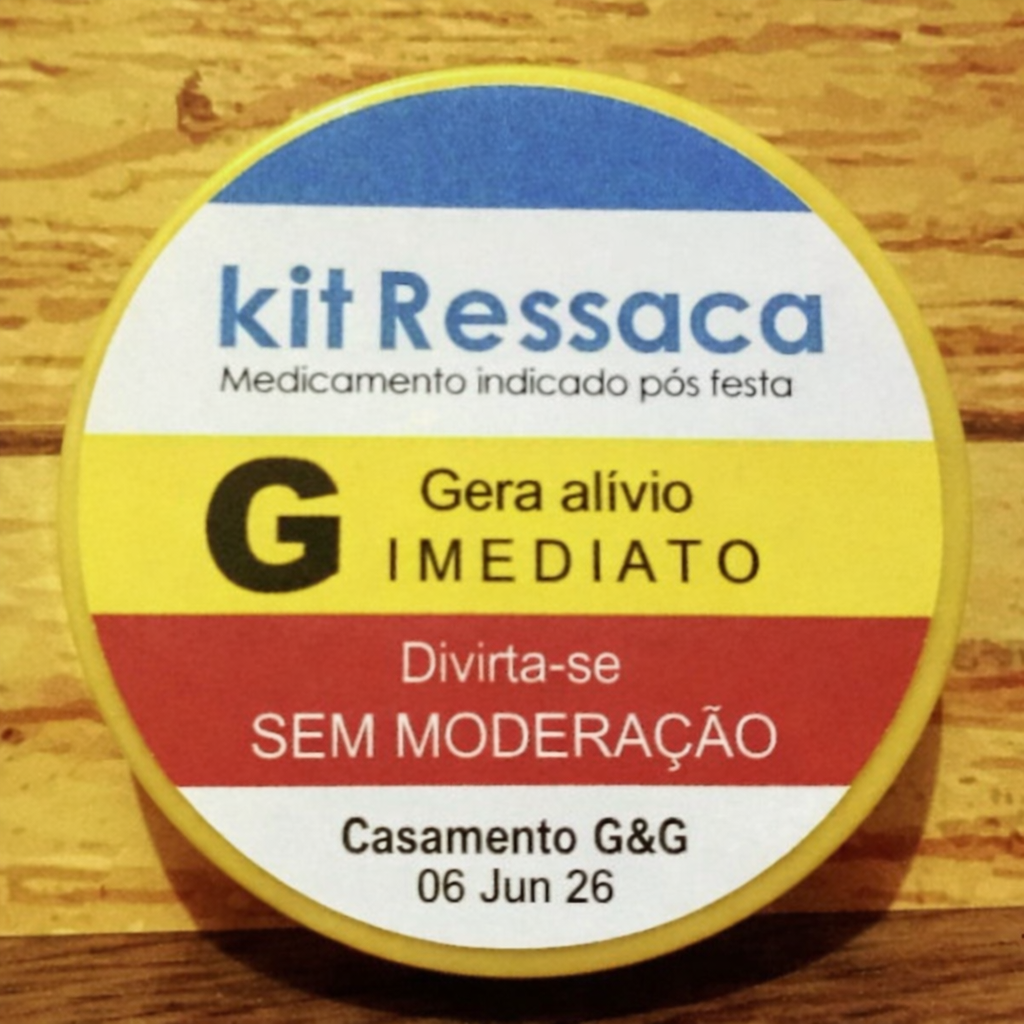 kit Ressaca
Medicamento indicado pós festa
G
Gera alívio
IMEDIATO
Divirta-se
SEM MODERAÇÃO
Casamento G&G
06 Jun 26